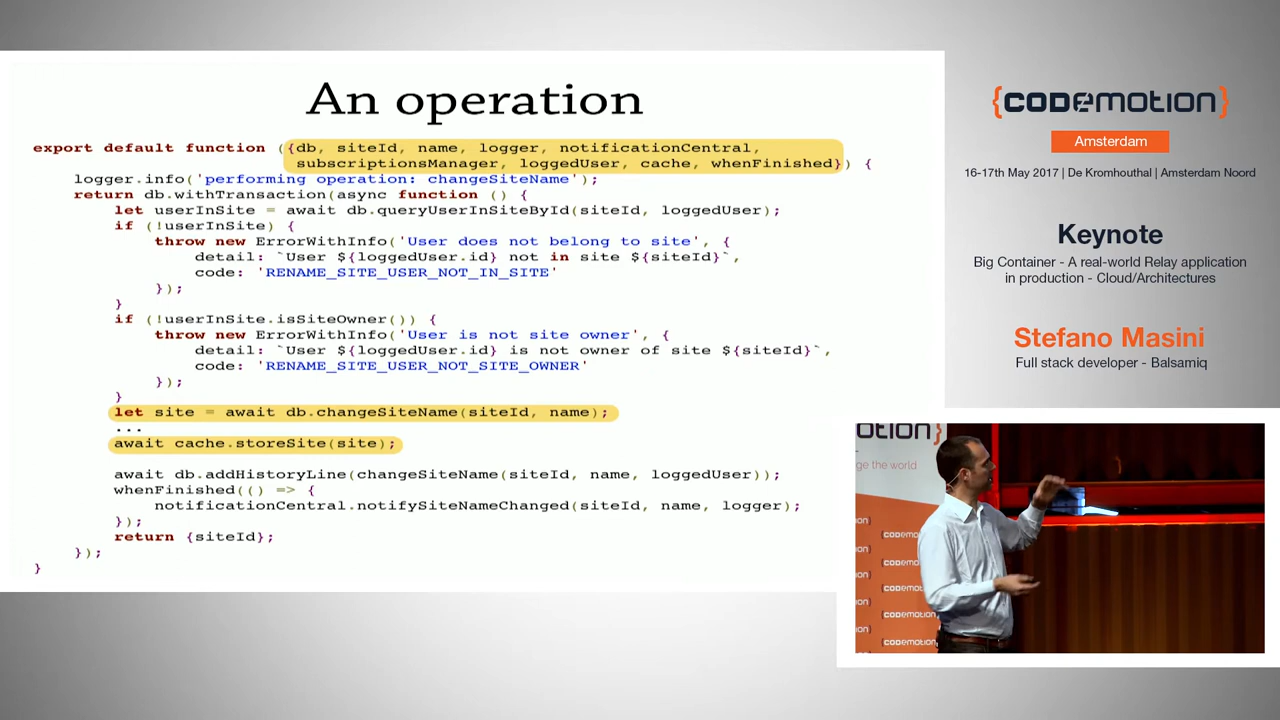 An operation
export default function ({db, siteId, name, logger, notificationCentral,
subscriptionsManager, loggedUser, cache, whenFinished}) {
logger.info('performing operation: changeSiteName');
return db.withTransaction(async function () {
let userInSite = await db.queryUserInSiteById(siteId, loggedUser);
if (!userInSite) {
throw new ErrorWithInfo('User does not belong to site', {
detail: `User ${loggedUser.id} not in site ${siteId}`,
code: 'RENAME_SITE_USER_NOT_IN_SITE'
});
}
if (!userInSite.isSiteOwner()) {
throw new ErrorWithInfo('User is not site owner', {
detail: `User ${loggedUser.id} is not owner of site ${siteId}`,
code: 'RENAME_SITE_USER_NOT_SITE_OWNER'
});
}
let site = await db.changeSiteName(siteId, name);
...
await cache.storeSite(site);
await db.addHistoryLine(changeSiteName(siteId, name, loggedUser));
whenFinished(() => {
notificationCentral.notifySiteNameChanged(siteId, name, logger);
});
return {siteId};
});
}
{CODEMOTION}
Amsterdam
16-17th May 2017 | De Kromhouthal | Amsterdam Noord
Keynote
Big Container - A real-world Relay application
in production - Cloud/Architectures
Stefano Masini
Full stack developer - Balsamiq
otion}
ge the world